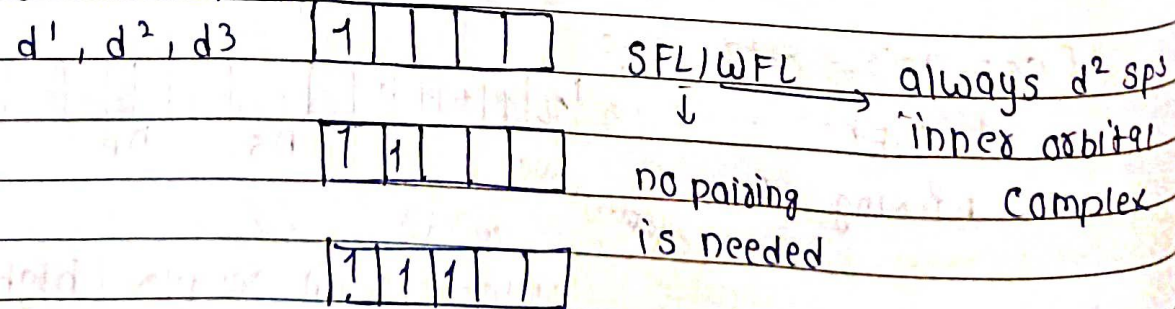 d¹, d², d3 1
SFL/WFL → always d² sp³
↓ inner orbital
1 1
no pairing complex
is needed
1 1 1